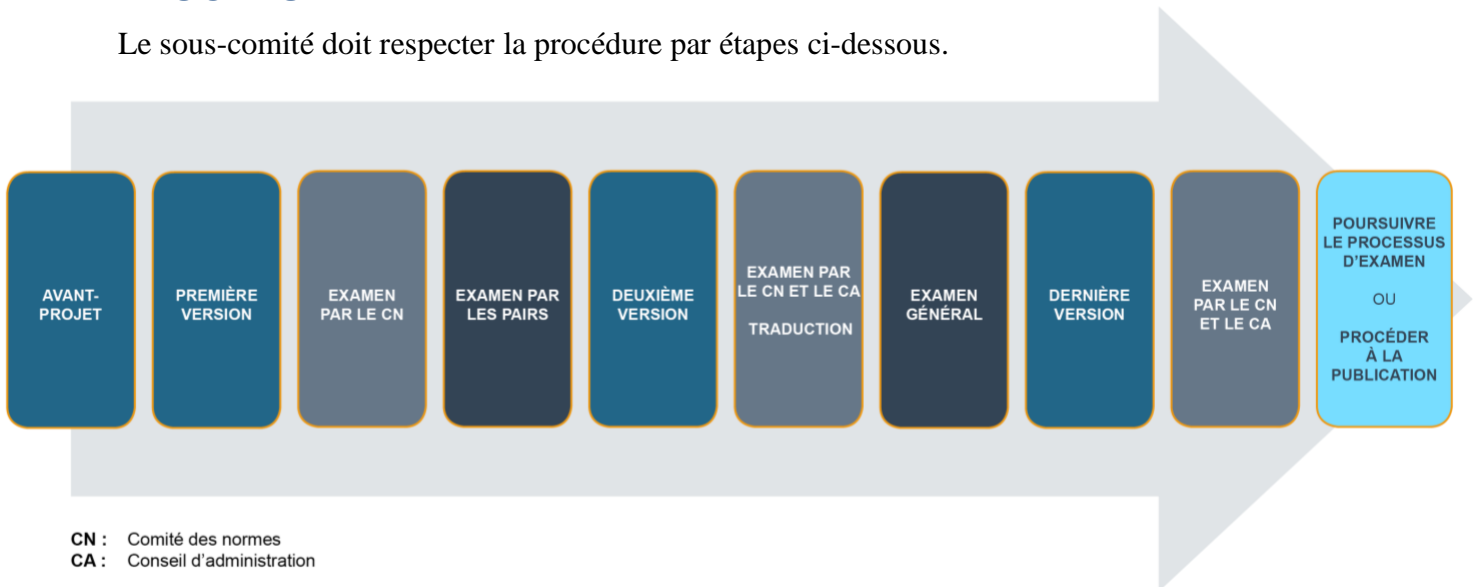 Le sous-comité doit respecter la procédure par étapes ci-dessous.
AVANT-
PROJET
PREMIÈRE
VERSION
EXAMEN
PAR LE CN
EXAMEN PAR
LES PAIRS
DEUXIÈME
VERSION
EXAMEN PAR
LE CN ET LE CA
TRADUCTION
EXAMEN
GÉNÉRAL
DERNIÈRE
VERSION
EXAMEN
PAR LE CN
ET LE CA
POURSUIVRE
LE PROCESSUS
D'EXAMEN
OU
PROCÉDER
À LA
PUBLICATION
CN : Comité des normes
CA : Conseil d'administration